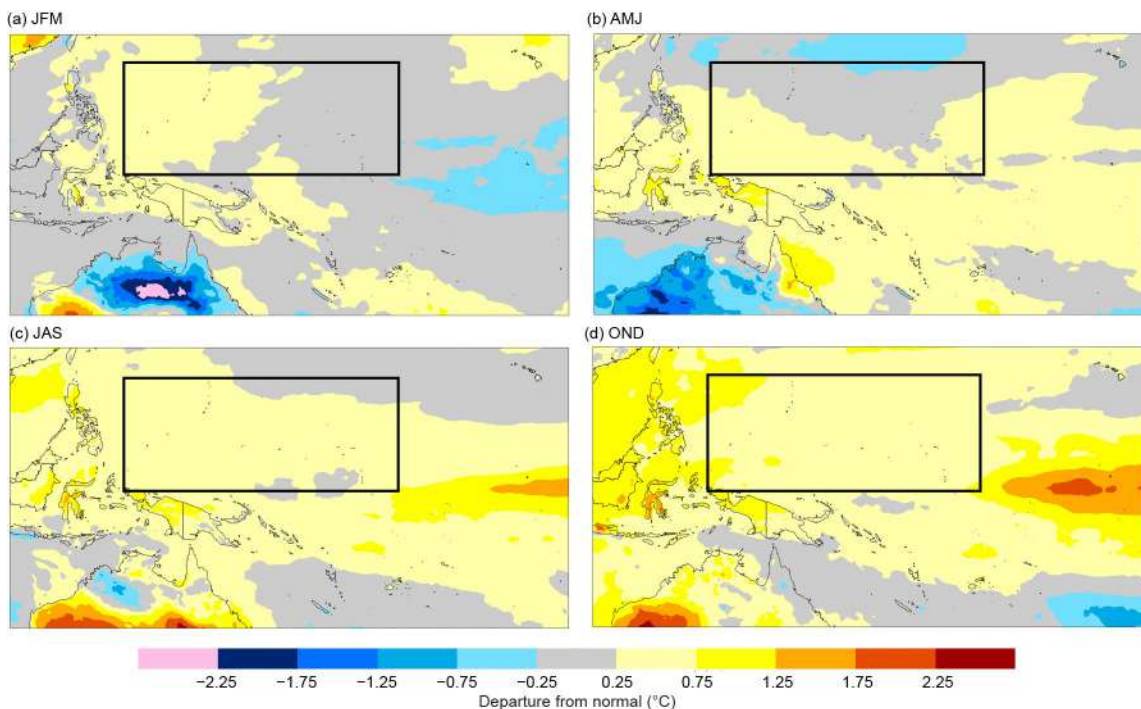 (a) JFM
(b) AMJ
(c) JAS
(d) OND
−2.25 −1.75 −1.25 −0.75 −0.25 0.25 0.75 1.25 1.75 2.25
Departure from normal (°C)